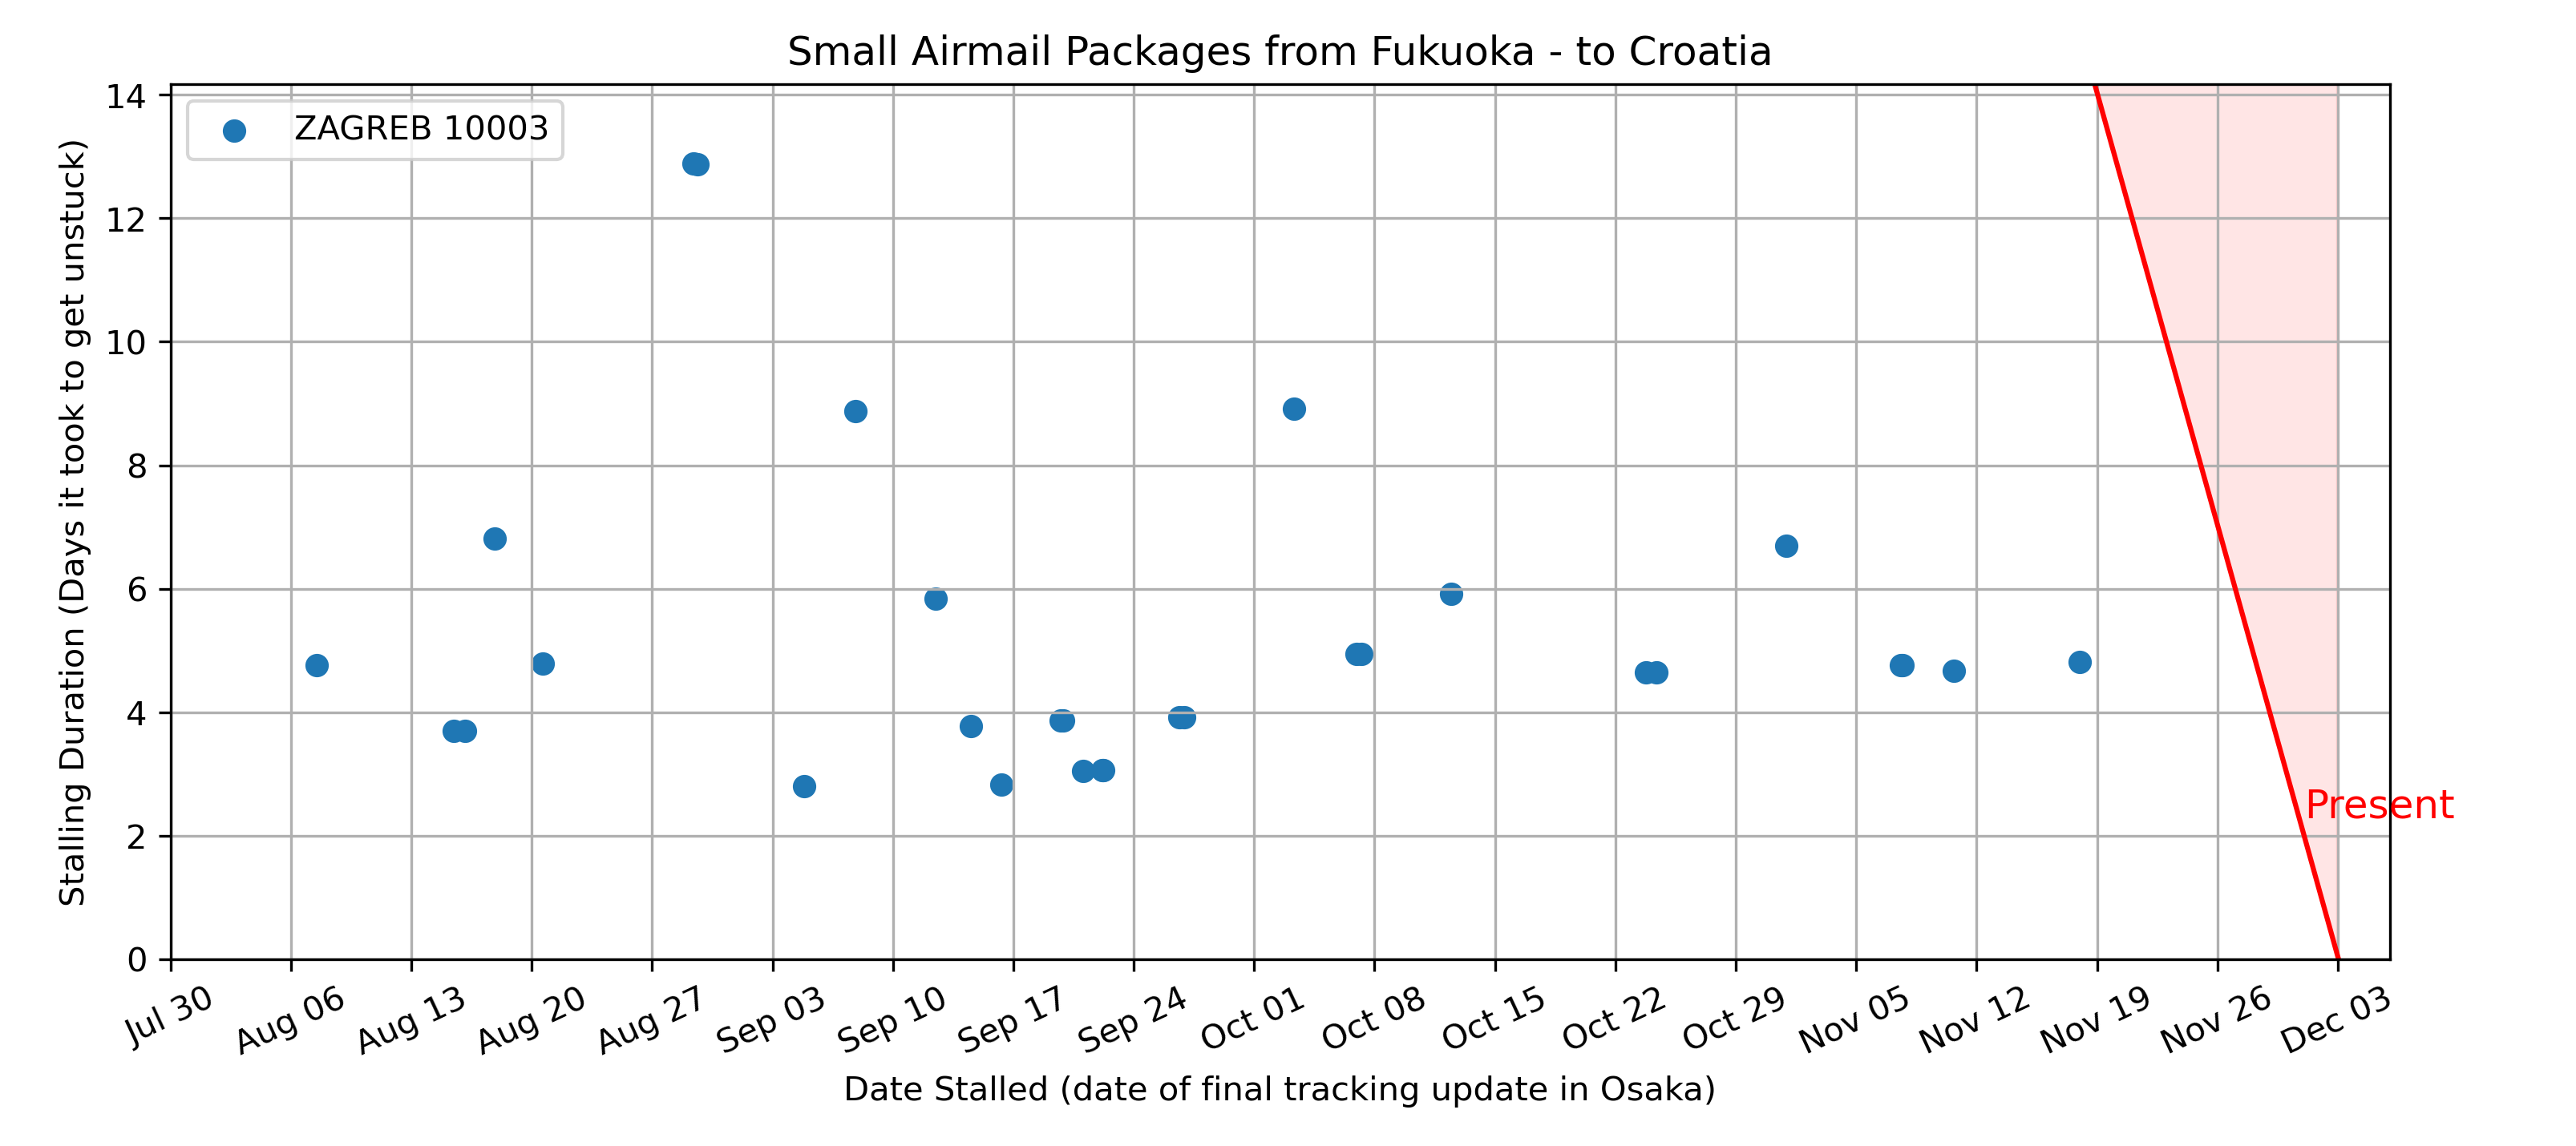 Small Airmail Packages from Fukuoka - to Croatia
ZAGREB 10003
Stalling Duration (Days it took to get unstuck)
14
12
10
8
6
4
2
0
Present
Jul 30
Aug 06
Aug 13
Aug 20
Aug 27
Sep 03
Sep 10
Sep 17
Sep 24
Oct 01
Oct 08
Oct 15
Oct 22
Oct 29
Nov 05
Nov 12
Nov 19
Nov 26
Dec 03
Date Stalled (date of final tracking update in Osaka)